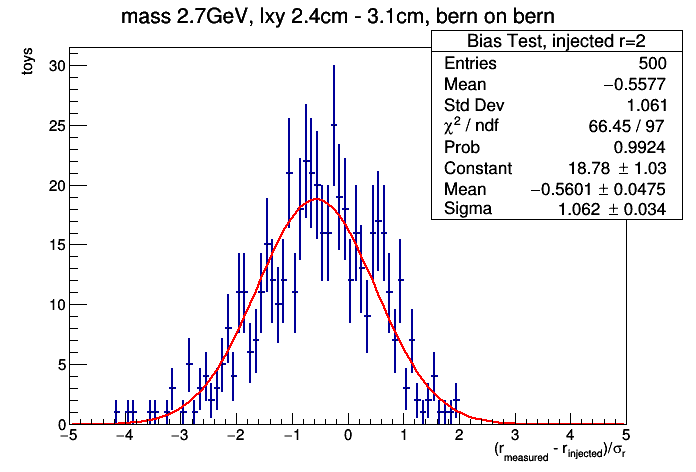 mass 2.7GeV, lxy 2.4cm - 3.1cm, bern on bern
Bias Test, injected r=2
Entries 500
Mean −0.5577
Std Dev 1.061
χ² / ndf 66.45 / 97
Prob 0.9924
Constant 18.78 ± 1.03
Mean −0.5601 ± 0.0475
Sigma 1.062 ± 0.034
toys
30
25
20
15
10
5
0
−5 −4 −3 −2 −1 0 1 2 3 4 5
(r_measured - r_injected)/σ_r